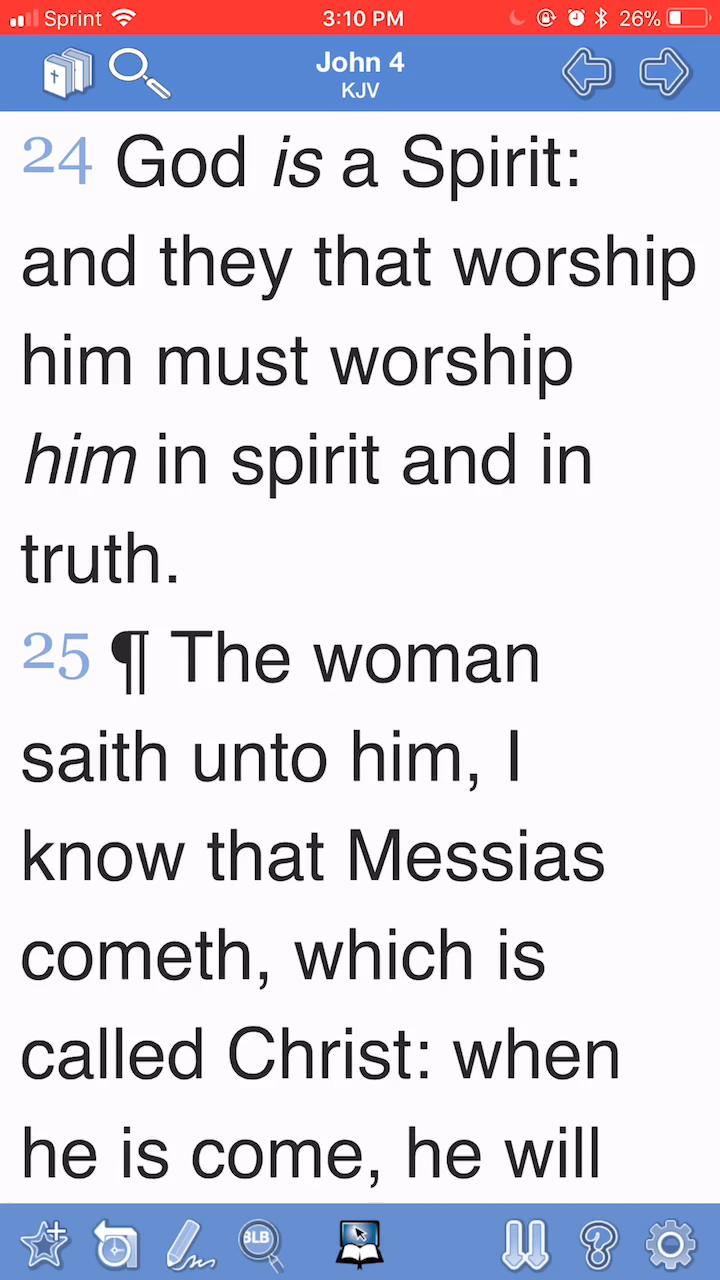 Sprint 3:10 PM 26%
John 4
KJV
24 God is a Spirit:
and they that worship
him must worship
him in spirit and in
truth.
25 ¶ The woman
saith unto him, I
know that Messias
cometh, which is
called Christ: when
he is come, he will
BLB